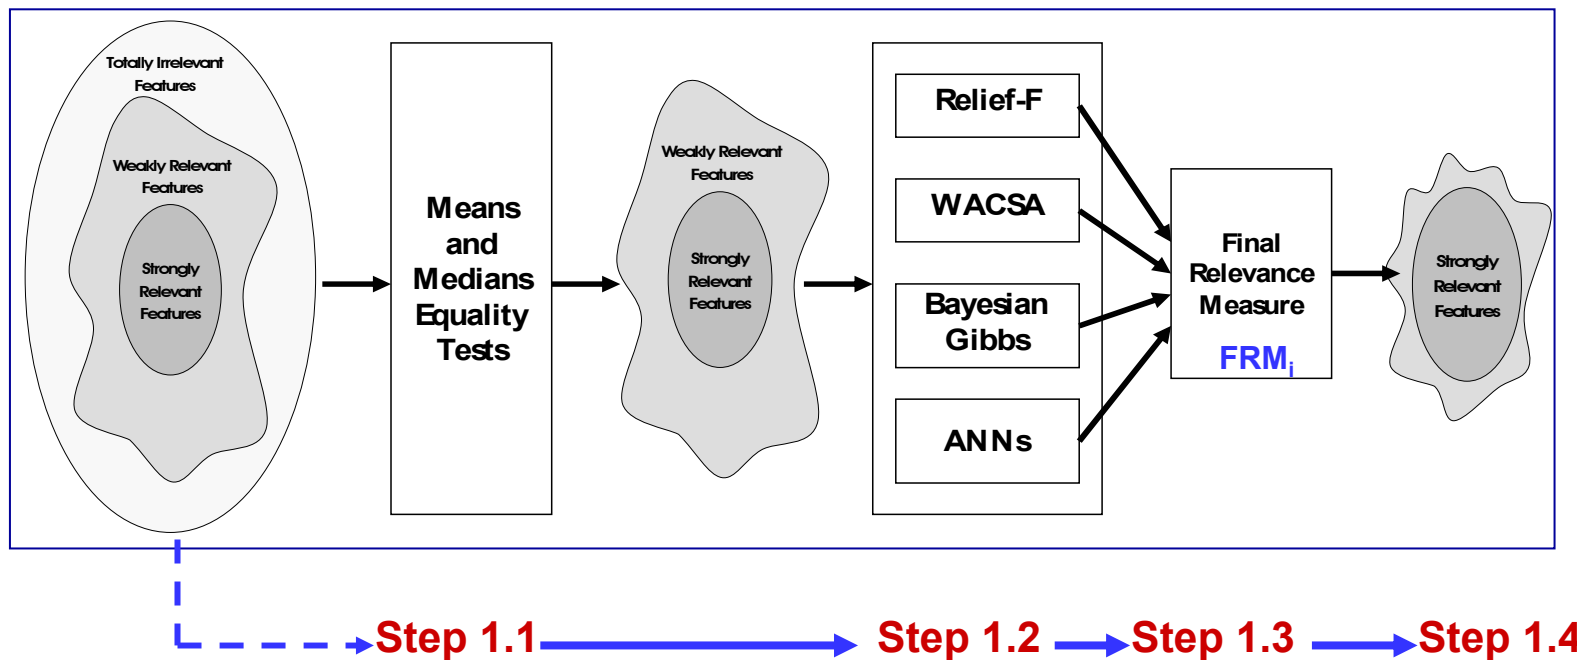 Totally Irrelevant
Features
Weakly Relevant
Features
Strongly
Relevant
Features
Means
and
Medians
Equality
Tests
Weakly Relevant
Features
Strongly
Relevant
Features
Relief-F
WACSA
Bayesian
Gibbs
ANNs
Final
Relevance
Measure
FRMi
Strongly
Relevant
Features
Step 1.1
Step 1.2
Step 1.3
Step 1.4